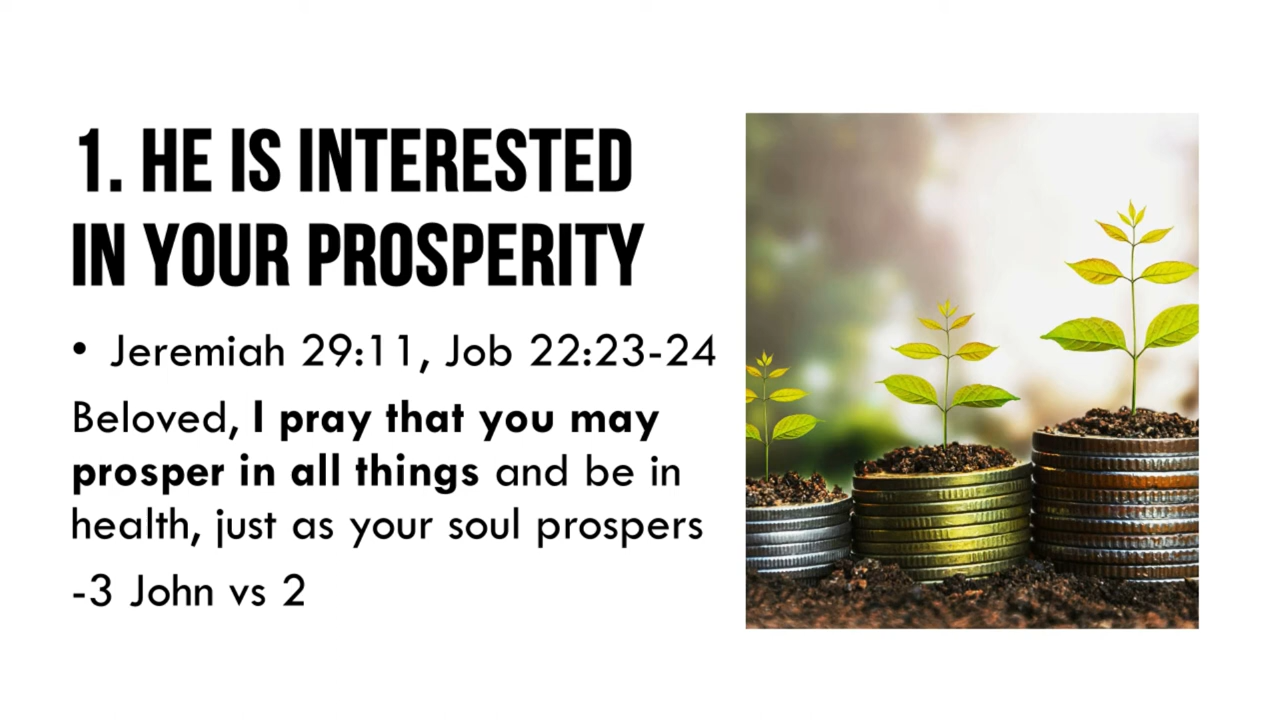 1. HE IS INTERESTED
IN YOUR PROSPERITY
• Jeremiah 29:11, Job 22:23-24
Beloved, I pray that you may
prosper in all things and be in
health, just as your soul prospers
-3 John vs 2